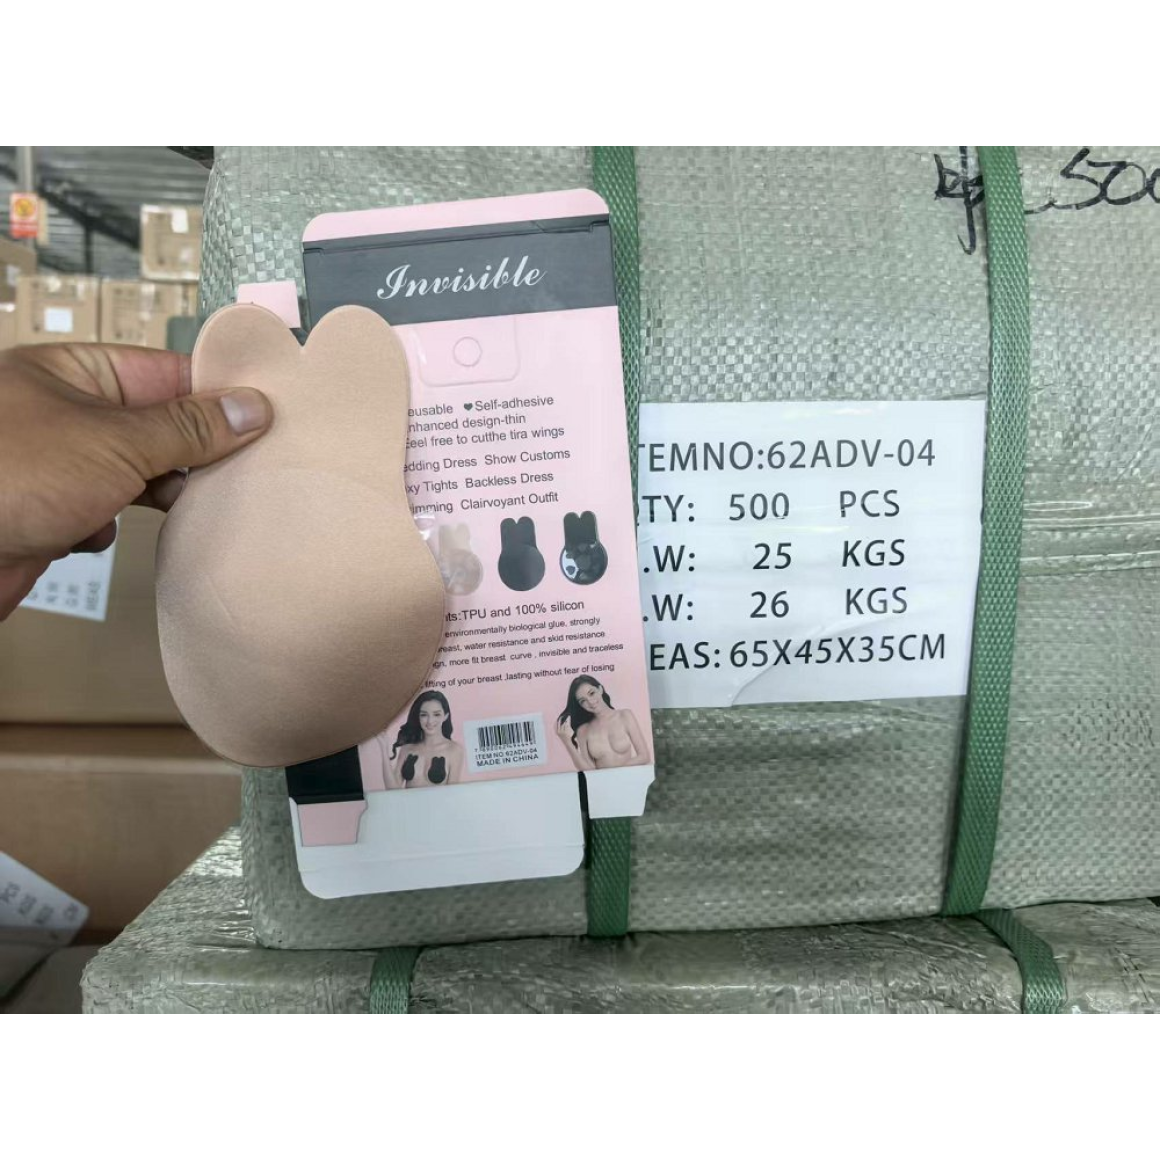 Invisible
eusable ♥Self-adhesive
nhanced design-thin
eel free to cutthe tira wings
edding Dress Show Customs
xy Tights Backless Dress
imming Clairvoyant Outfit
ts:TPU and 100% silicon
environmentally biological glue, strongly
reast, water resistance and skid resistance
gn, more fit breast curve , invisible and traceless
fting of your breast ,lasting without fear of losing
ITEM NO.62ADV-04
MADE IN CHINA
TEMNO:62ADV-04
TY: 500 PCS
.W: 25 KGS
.W: 26 KGS
EAS: 65X45X35CM
500